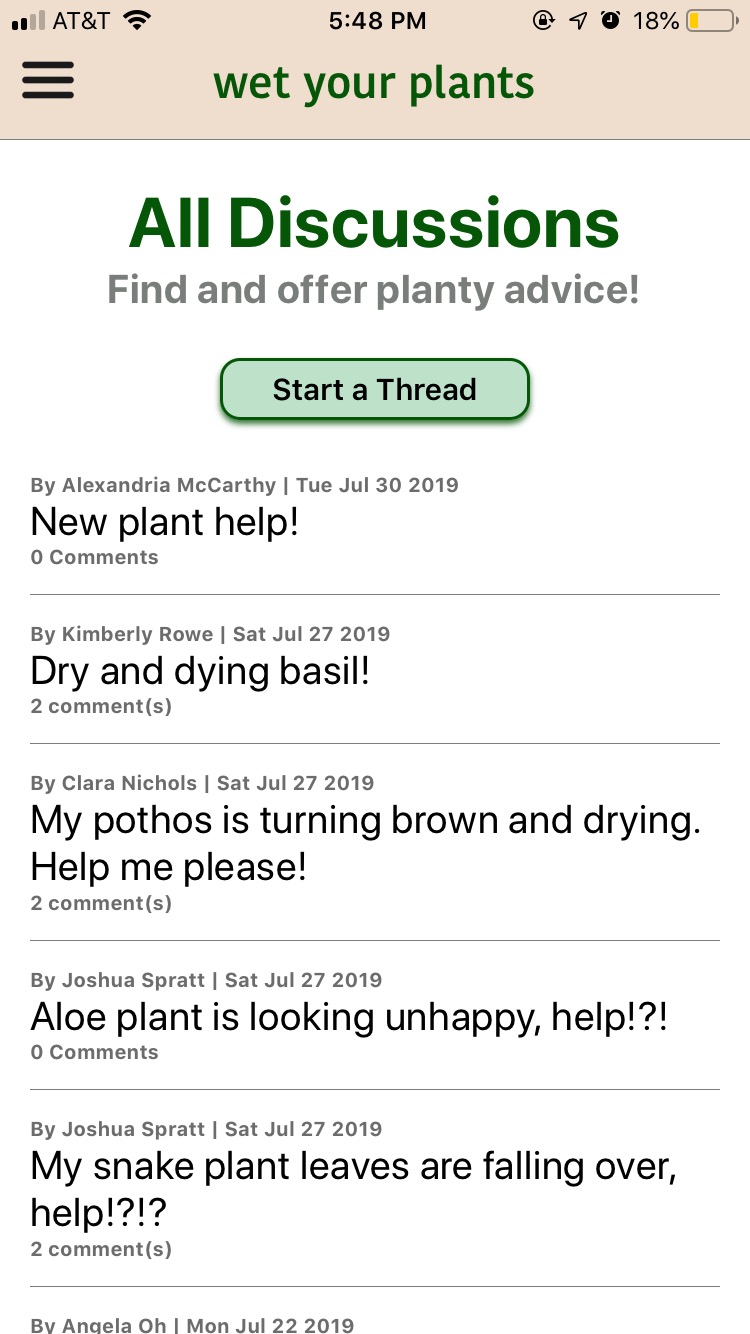 AT&T 5:48 PM 18%
wet your plants
All Discussions
Find and offer planty advice!
Start a Thread
By Alexandria McCarthy | Tue Jul 30 2019
New plant help!
0 Comments
By Kimberly Rowe | Sat Jul 27 2019
Dry and dying basil!
2 comment(s)
By Clara Nichols | Sat Jul 27 2019
My pothos is turning brown and drying.
Help me please!
2 comment(s)
By Joshua Spratt | Sat Jul 27 2019
Aloe plant is looking unhappy, help!?!
0 Comments
By Joshua Spratt | Sat Jul 27 2019
My snake plant leaves are falling over,
help!?!?
2 comment(s)
By Angela Oh | Mon Jul 22 2019